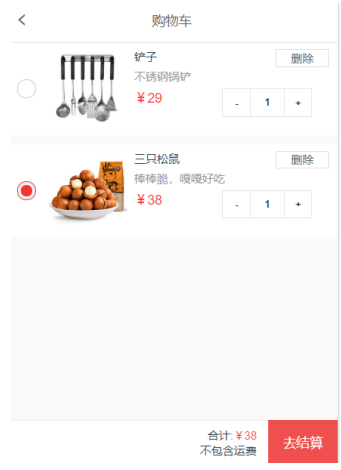 购物车
铲子
删除
不锈钢锅铲
￥29
- 1 +
三只松鼠
删除
棒棒脆，嘎嘎好吃
￥38
- 1 +
合计:￥38
不包含运费
去结算